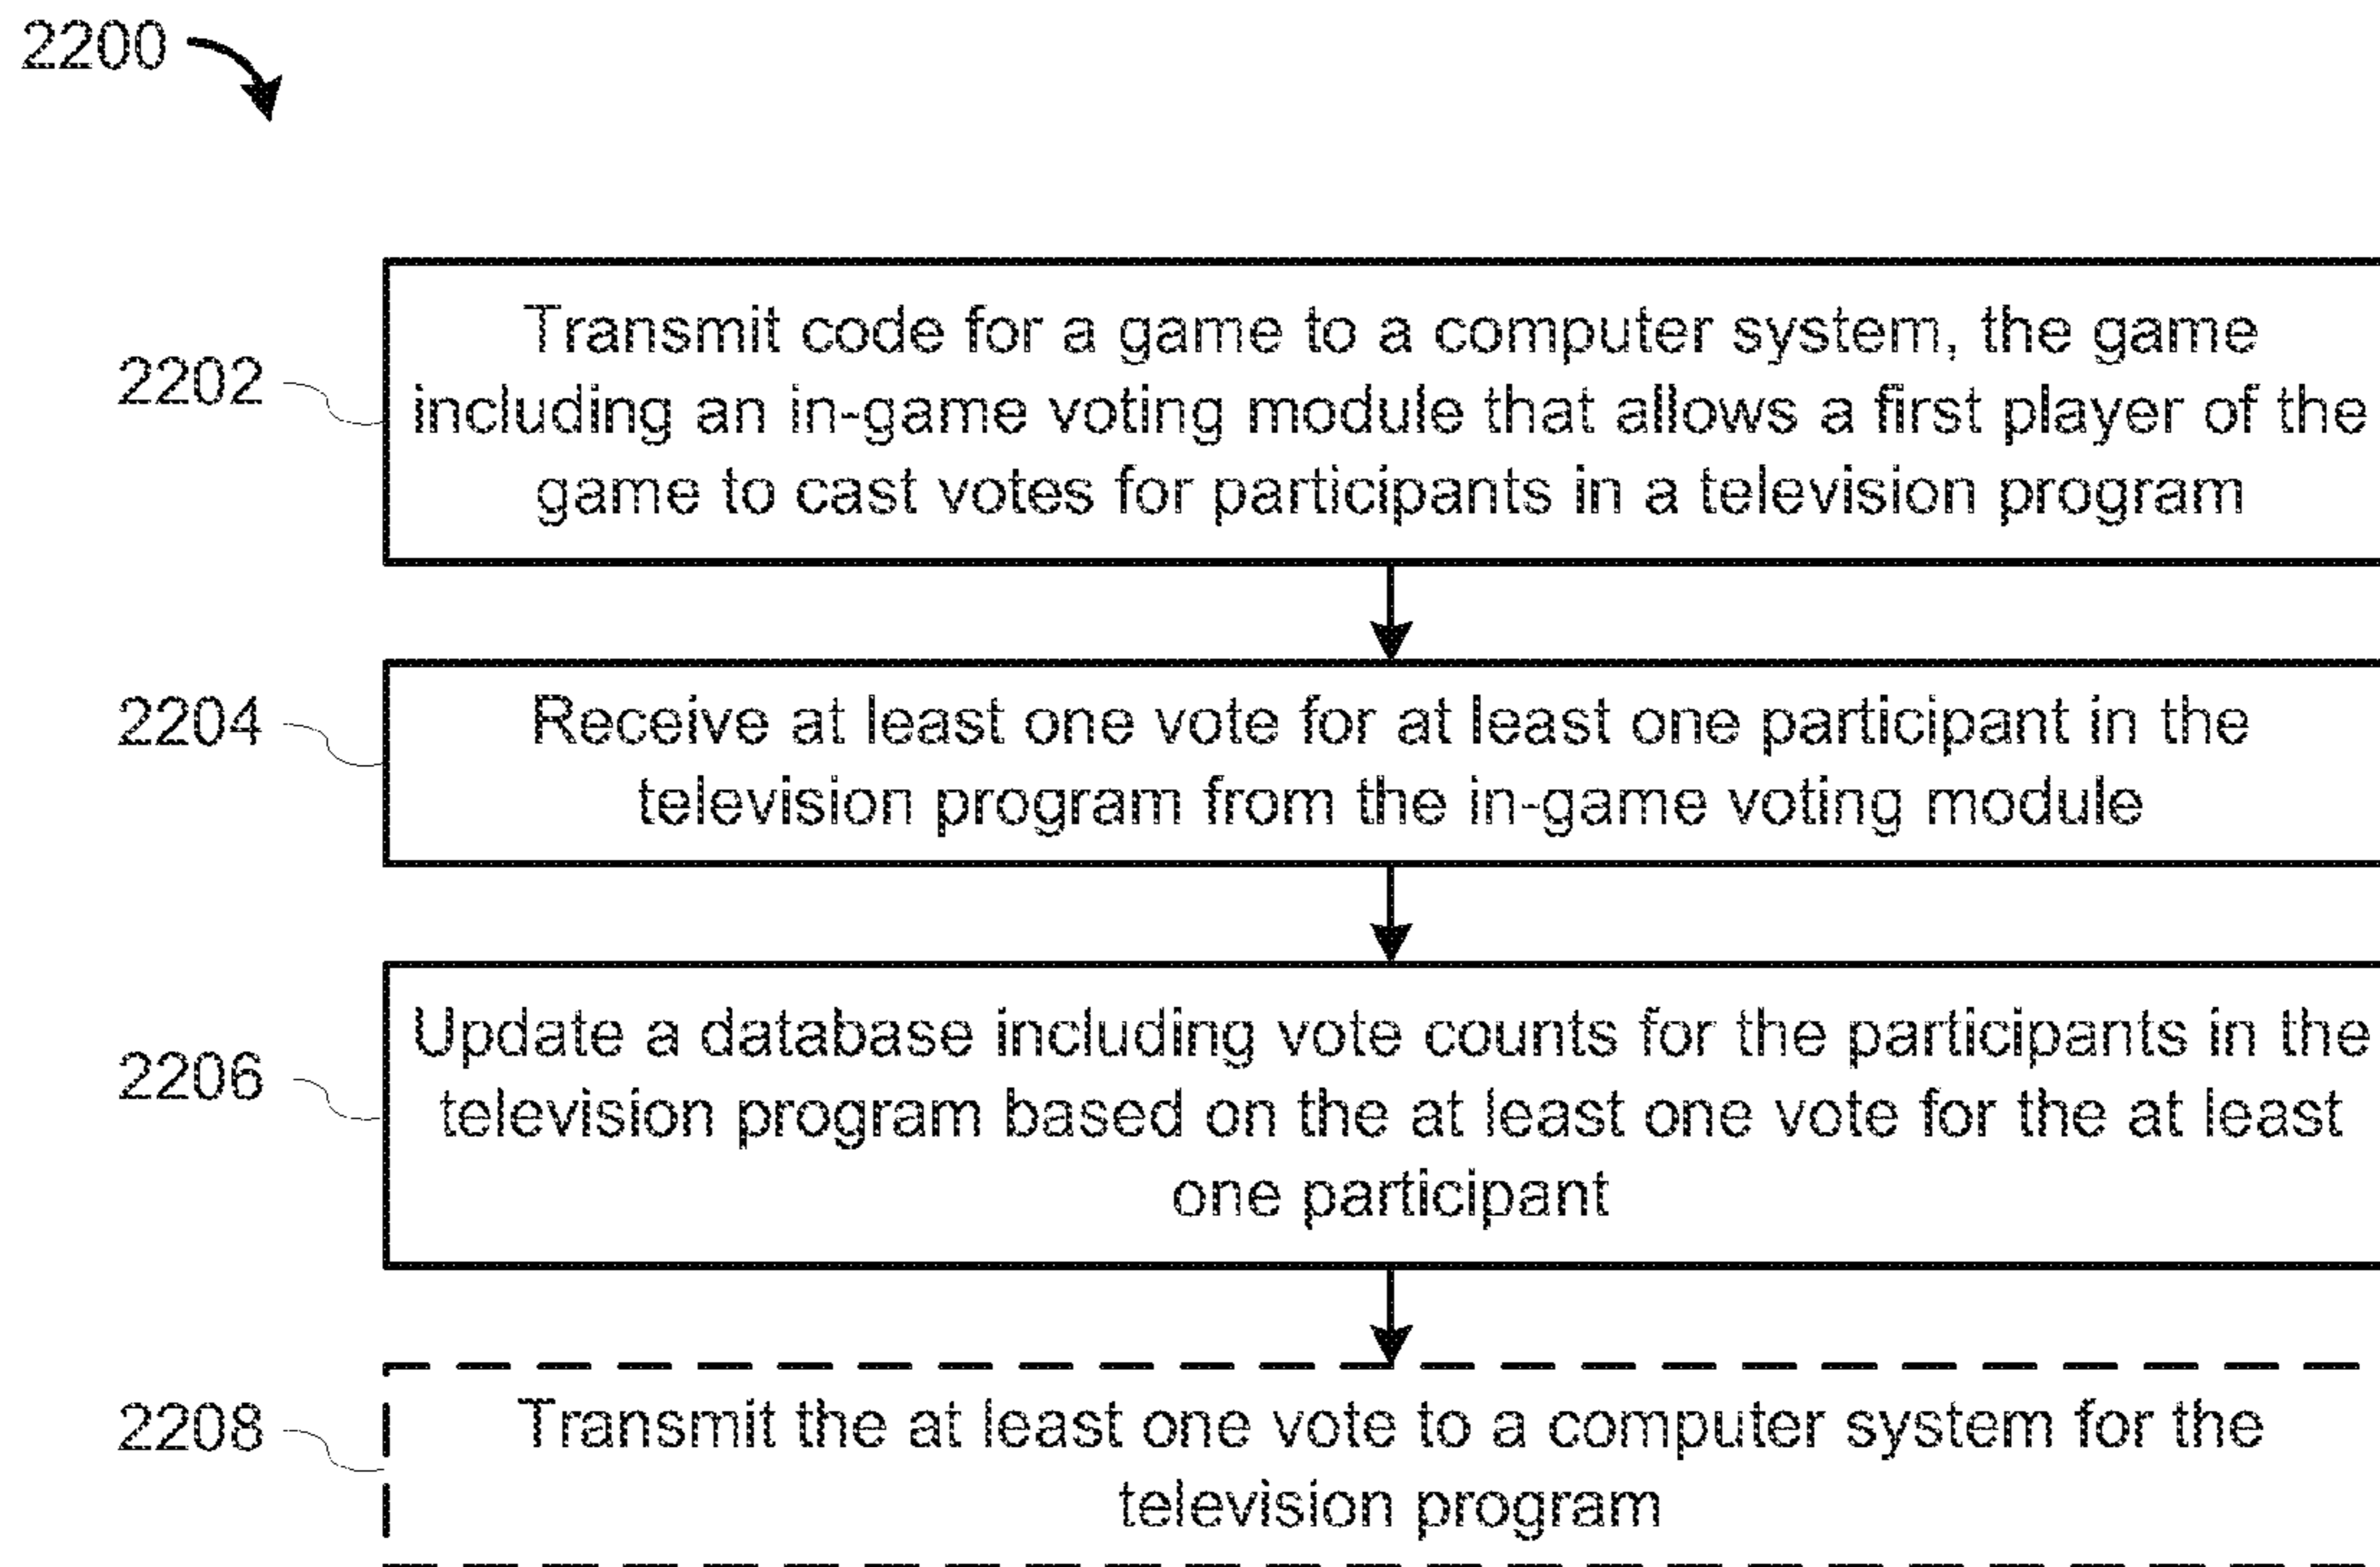 2200
2202
Transmit code for a game to a computer system, the game
including an in-game voting module that allows a first player of the
game to cast votes for participants in a television program
2204
Receive at least one vote for at least one participant in the
television program from the in-game voting module
2206
Update a database including vote counts for the participants in the
television program based on the at least one vote for the at least
one participant
2208
Transmit the at least one vote to a computer system for the
television program